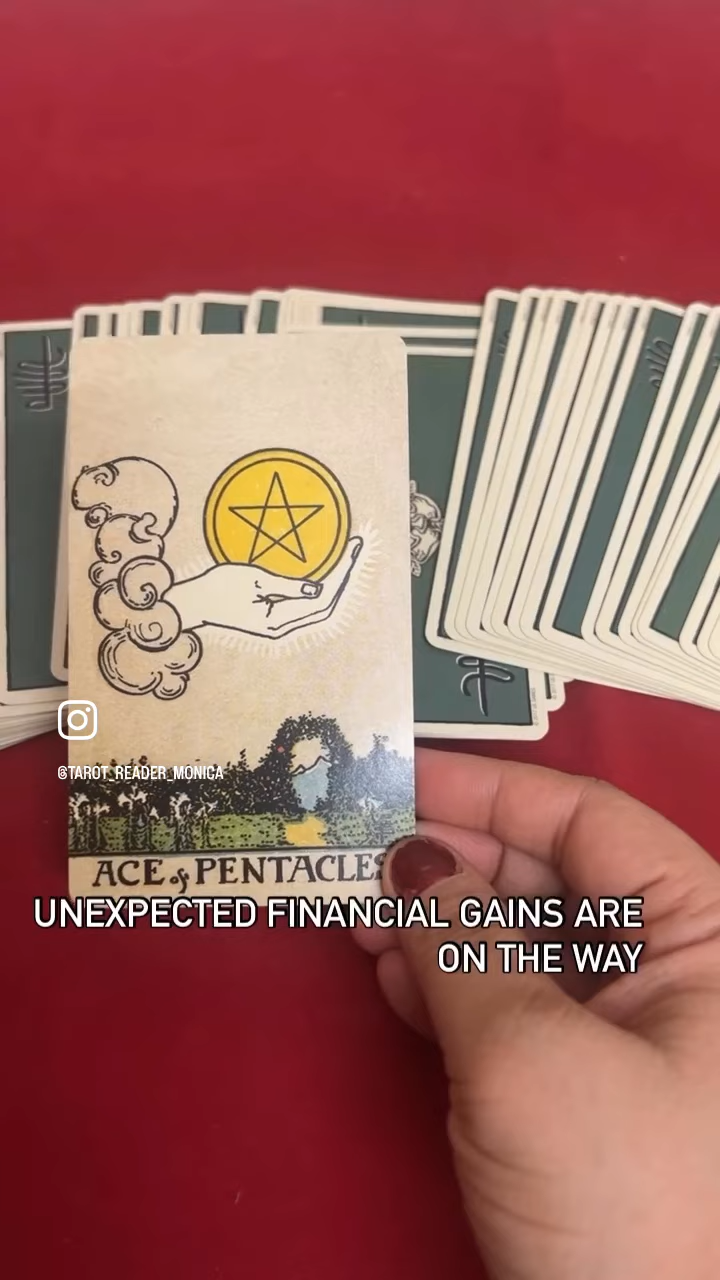 @TAROT_READER_MONICA
ACE of PENTACLES
UNEXPECTED FINANCIAL GAINS ARE
ON THE WAY